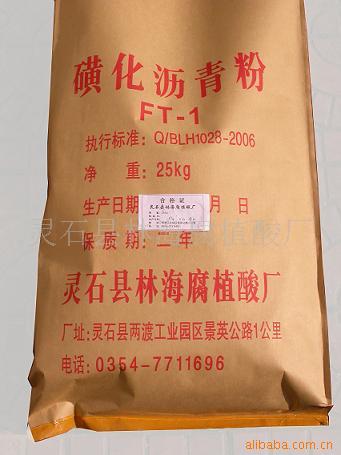 磺化沥青粉
FT-1
执行标准：Q/BLH1028-2006
净 重：25kg
生产日期 月 日
合格证
灵石县林海腐植酸厂
保质期 年
灵石县林海腐植酸厂
厂址：灵石县两渡工业园区景英公路1公里
电话：0354-7711696
alibaba.com.cn